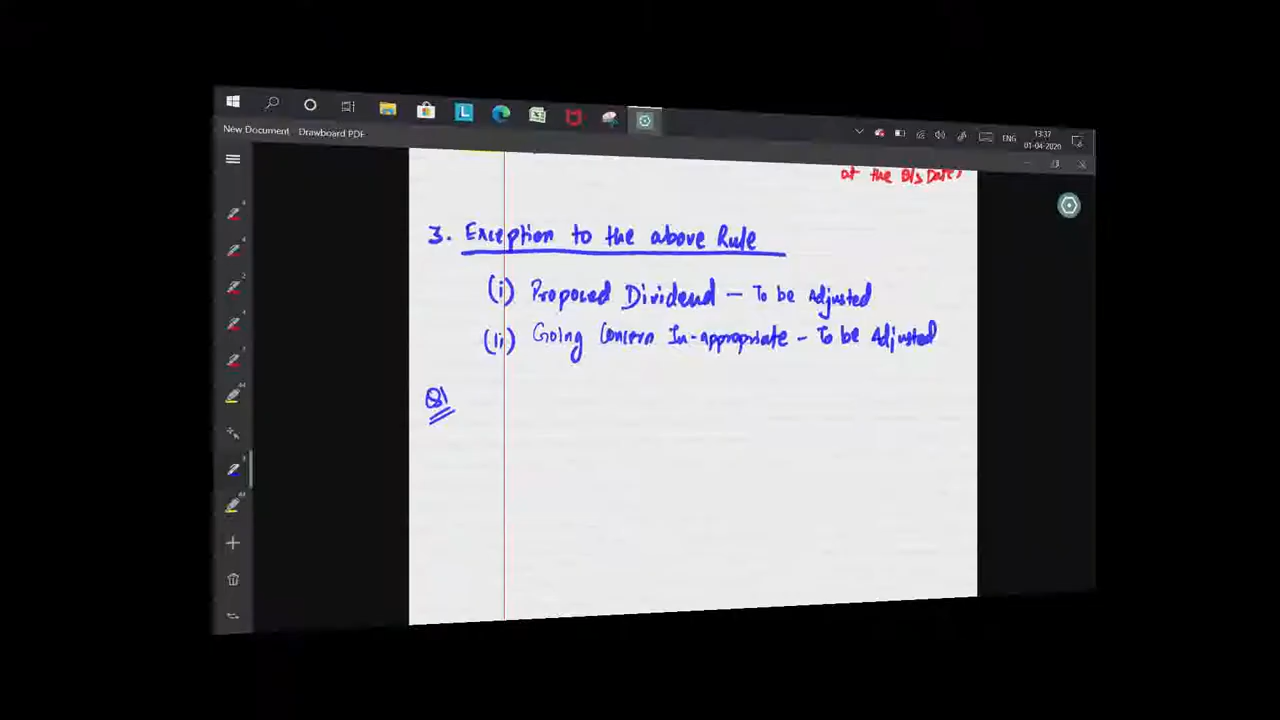 13:37
ENG
01-04-2020
New Document Drawboard PDF
at the B/s Date.
3. Exception to the above Rule
(i) Proposed Dividend - To be Adjusted
(ii) Going Concern In-appropriate - To be Adjusted
Q1